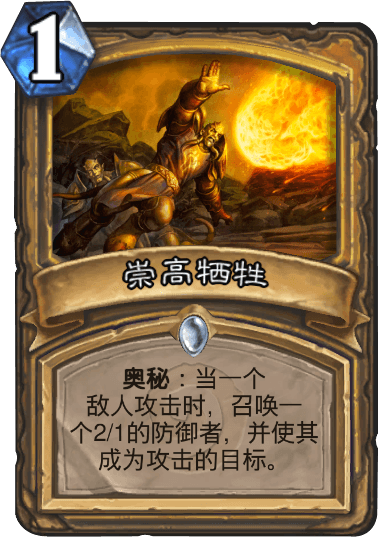 1
崇高牺牲
奥秘：当一个
敌人攻击时，召唤一
个2/1的防御者，并使其
成为攻击的目标。